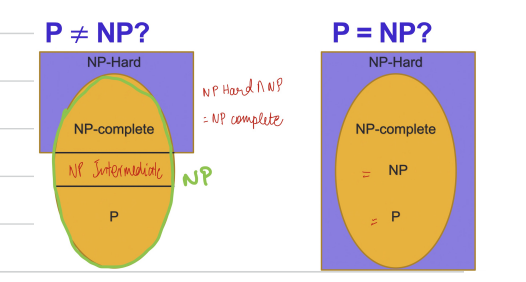 P ≠ NP?
NP-Hard
NP-complete
NP Intermediate
P
NP Hard ∩ NP
= NP complete
NP
P = NP?
NP-Hard
NP-complete
= NP
= P